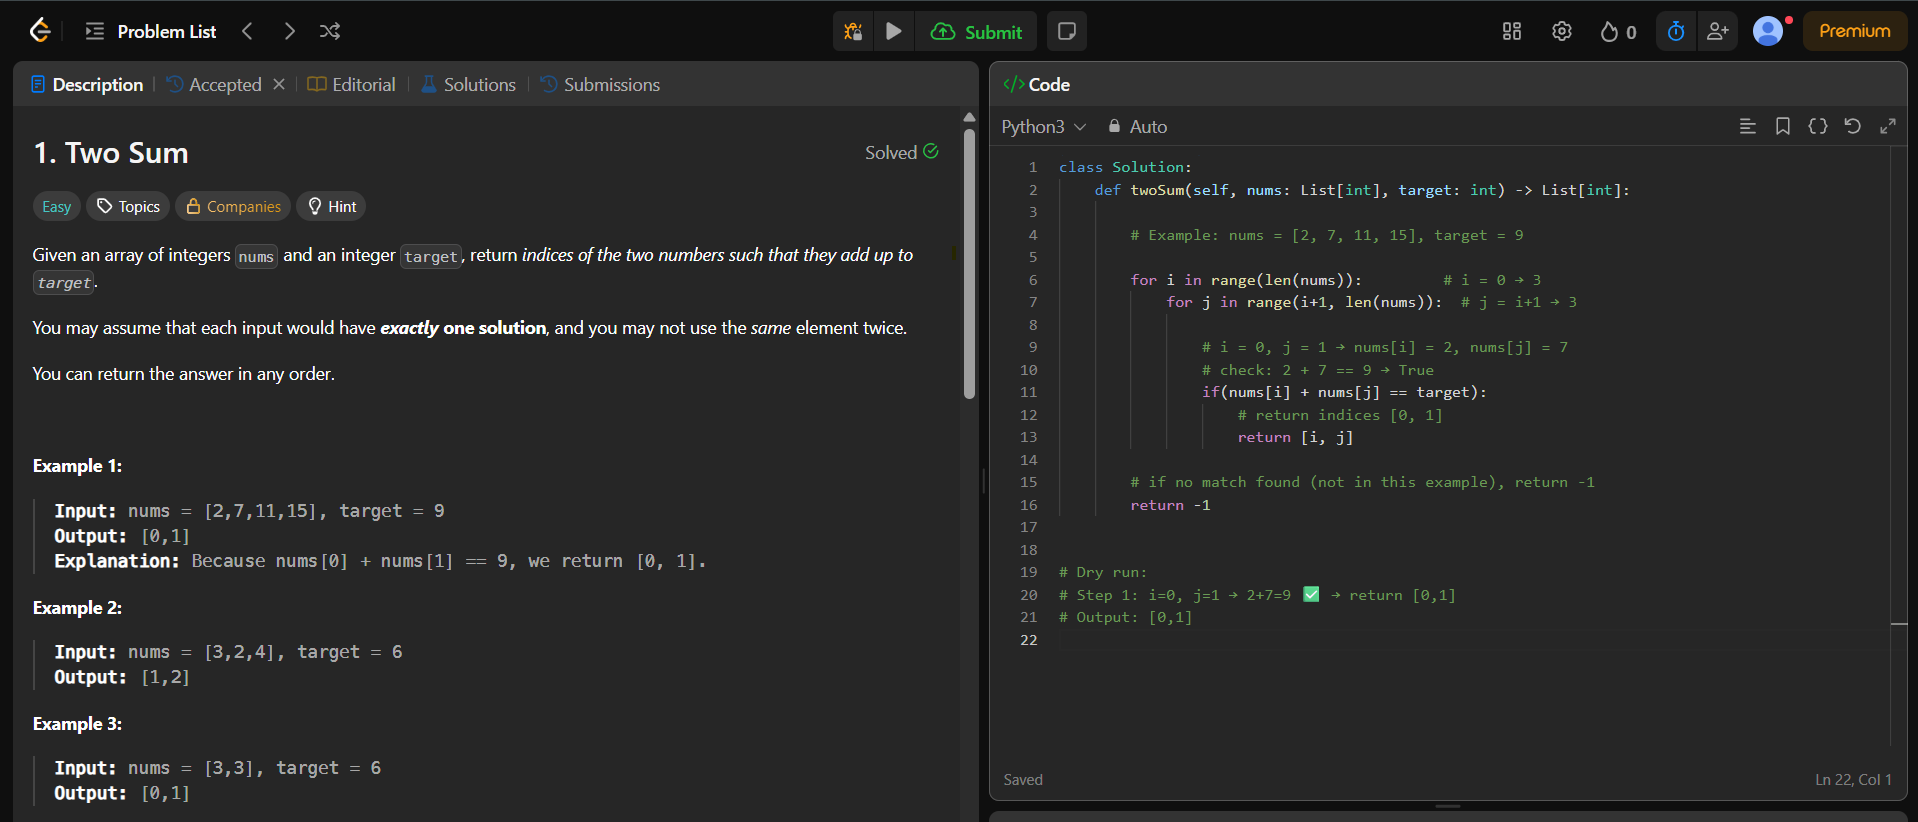 Problem List
Submit
0
Premium
Description
Accepted
Editorial
Solutions
Submissions
1. Two Sum
Solved
Easy
Topics
Companies
Hint
Given an array of integers nums and an integer target, return indices of the two numbers such that they add up to
target.
You may assume that each input would have exactly one solution, and you may not use the same element twice.
You can return the answer in any order.
Example 1:
Input: nums = [2,7,11,15], target = 9
Output: [0,1]
Explanation: Because nums[0] + nums[1] == 9, we return [0, 1].
Example 2:
Input: nums = [3,2,4], target = 6
Output: [1,2]
Example 3:
Input: nums = [3,3], target = 6
Output: [0,1]
</> Code
Python3
Auto
1 class Solution:
2     def twoSum(self, nums: List[int], target: int) -> List[int]:
3
4         # Example: nums = [2, 7, 11, 15], target = 9
5
6         for i in range(len(nums)):         # i = 0 → 3
7             for j in range(i+1, len(nums)):  # j = i+1 → 3
8
9                 # i = 0, j = 1 → nums[i] = 2, nums[j] = 7
10                 # check: 2 + 7 == 9 → True
11                 if(nums[i] + nums[j] == target):
12                     # return indices [0, 1]
13                     return [i, j]
14
15         # if no match found (not in this example), return -1
16         return -1
17
18
19 # Dry run:
20 # Step 1: i=0, j=1 → 2+7=9 ✅ → return [0,1]
21 # Output: [0,1]
22
Saved
Ln 22, Col 1